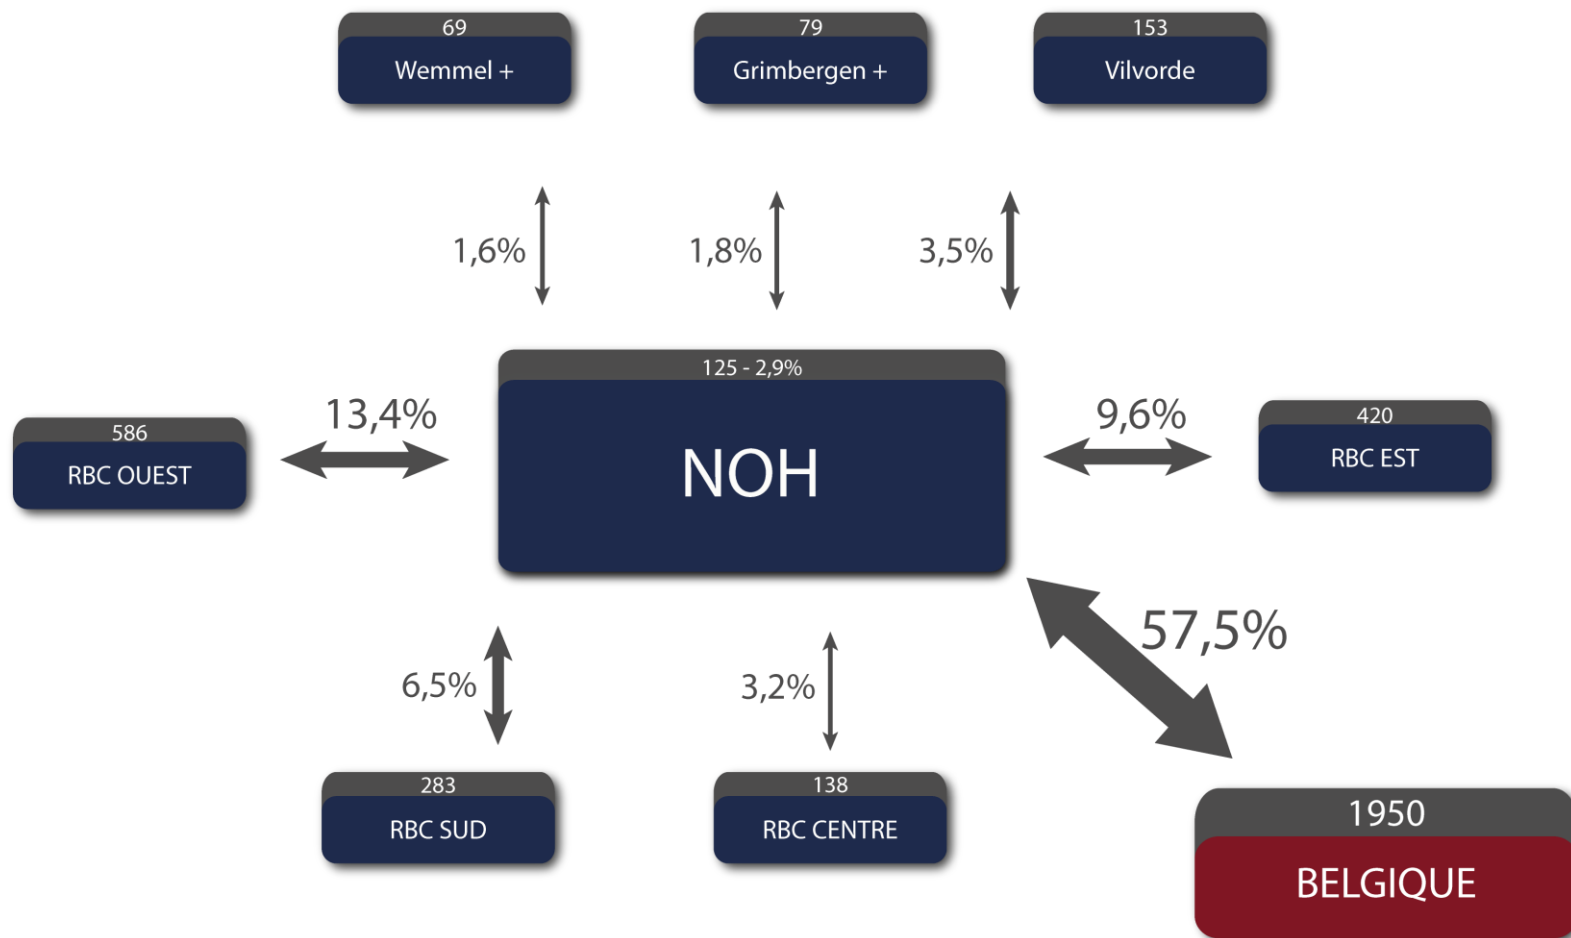 69
Wemmel +
79
Grimbergen +
153
Vilvorde
1,6%
1,8%
3,5%
125 - 2,9%
NOH
13,4%
586
RBC OUEST
9,6%
420
RBC EST
57,5%
6,5%
3,2%
283
RBC SUD
138
RBC CENTRE
1950
BELGIQUE